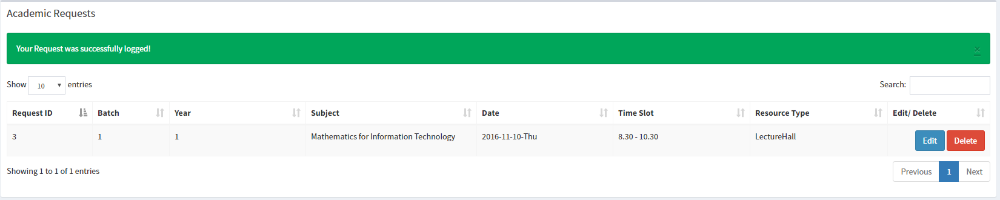 Academic Requests
Your Request was successfully logged!
×
Show 10 entries
Search:
Request ID Batch Year Subject Date Time Slot Resource Type Edit/ Delete
3 1 1 Mathematics for Information Technology 2016-11-10-Thu 8.30 - 10.30 LectureHall Edit Delete
Showing 1 to 1 of 1 entries
Previous 1 Next